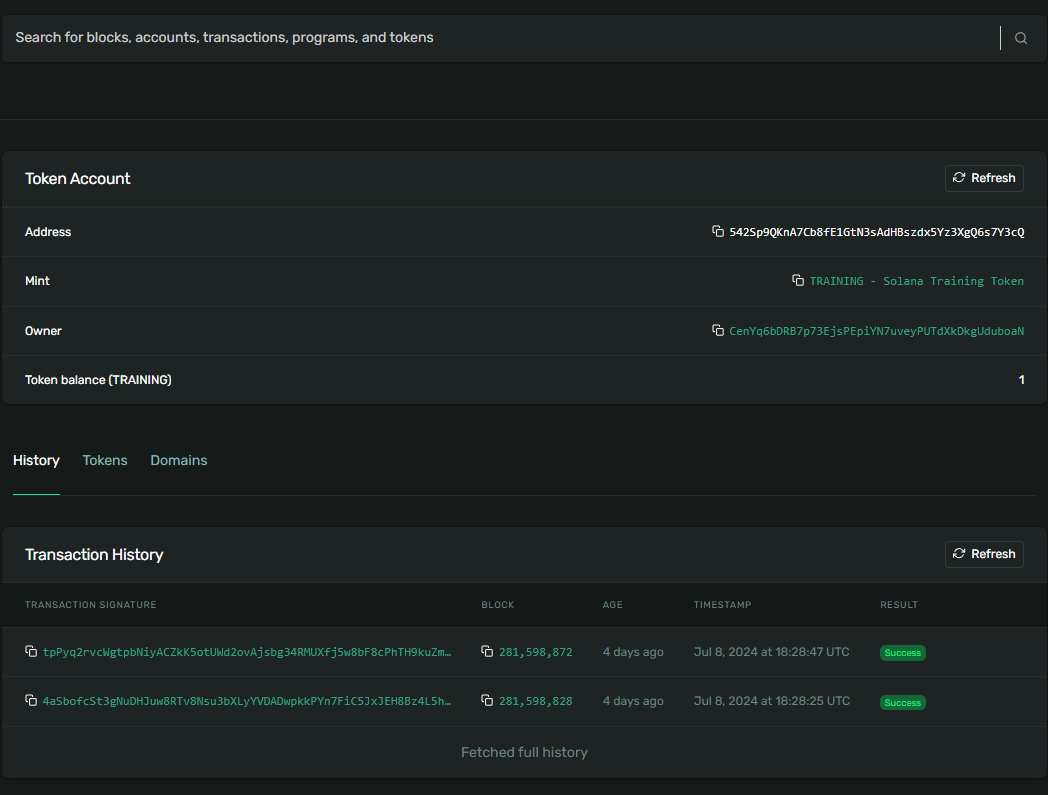 Search for blocks, accounts, transactions, programs, and tokens
Token Account
Refresh
Address
542Sp9QKnA7Cb8fE1GtN3sAdHBszdx5Yz3XgQ6s7Y3cQ
Mint
TRAINING - Solana Training Token
Owner
CenYq6bDRB7p73EjsPEpiYN7uveyPUTdXkDkgUduboaN
Token balance (TRAINING)
1
History Tokens Domains
Transaction History
Refresh
TRANSACTION SIGNATURE BLOCK AGE TIMESTAMP RESULT
tpPyq2rvcWgtpbNiyACZkK5otUWd2ovAjsbg34RMUXfj5w8bF8cPhTH9kuZm… 281,598,872 4 days ago Jul 8, 2024 at 18:28:47 UTC Success
4aSbofcSt3gNuDHJuw8RTv8Nsu3bXLyYVDADwpkkPYn7FiC5JxJEH8Bz4L5h… 281,598,828 4 days ago Jul 8, 2024 at 18:28:25 UTC Success
Fetched full history